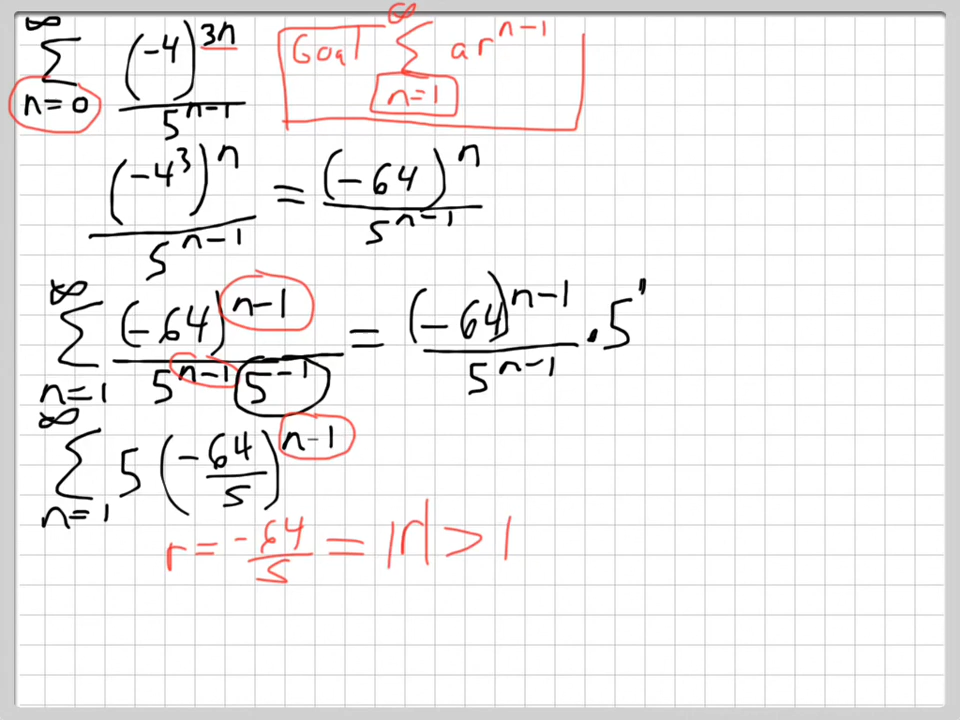 ∞ ∑ n=0 (-4)^{3n} / 5^{n-1}
Goal ∞ ∑ n=1 ar^{n-1}
(-4^3)^n / 5^{n-1} = (-64)^n / 5^{n-1}
∞ ∑ n=1 (-64)^{n-1} / 5^{n-1} 5^{-1} = (-64)^{n-1} / 5^{n-1} · 5^1
∞ ∑ n=1 5 (-64/5)^{n-1}
r = -64/5 = |r| > 1